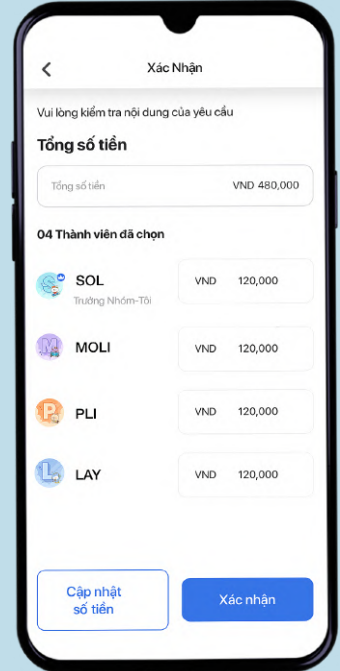 Xác Nhận
Vui lòng kiểm tra nội dung của yêu cầu
Tổng số tiền
Tổng số tiền VND 480,000
04 Thành viên đã chọn
S SOL VND 120,000
Trưởng Nhóm-Tôi
M MOLI VND 120,000
P PLI VND 120,000
L LAY VND 120,000
Cập nhật
số tiền
Xác nhận